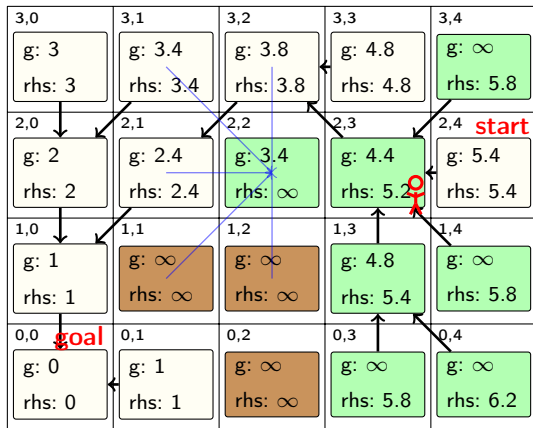 3,0 3,1 3,2 3,3 3,4
g: 3 g: 3.4 g: 3.8 g: 4.8 g: ∞
rhs: 3 rhs: 3.4 rhs: 3.8 rhs: 4.8 rhs: 5.8
2,0 2,1 2,2 2,3 2,4 start
g: 2 g: 2.4 g: 3.4 g: 4.4 g: 5.4
rhs: 2 rhs: 2.4 rhs: ∞ rhs: 5.2 rhs: 5.4
1,0 1,1 1,2 1,3 1,4
g: 1 g: ∞ g: ∞ g: 4.8 g: ∞
rhs: 1 rhs: ∞ rhs: ∞ rhs: 5.4 rhs: 5.8
0,0 goal 0,1 0,2 0,3 0,4
g: 0 g: 1 g: ∞ g: ∞ g: ∞
rhs: 0 rhs: 1 rhs: ∞ rhs: 5.8 rhs: 6.2